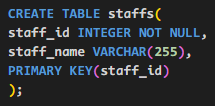 CREATE TABLE staffs(
staff_id INTEGER NOT NULL,
staff_name VARCHAR(255),
PRIMARY KEY(staff_id)
);